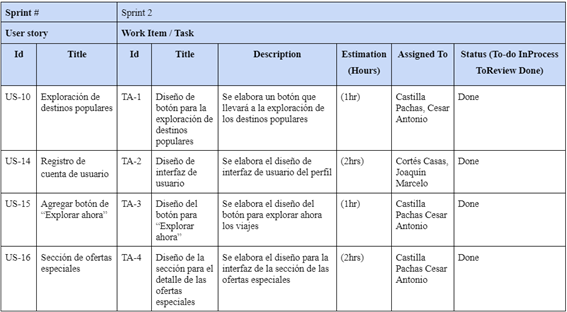 Sprint # Sprint 2
User story Work Item / Task
Id Title Id Title Description Estimation (Hours) Assigned To Status (To-do InProcess ToReview Done)
US-10 Exploración de destinos populares TA-1 Diseño de botón para la exploración de destinos populares Se elabora un botón que llevará a la exploración de los destinos populares (1hr) Castilla Pachas, Cesar Antonio Done
US-14 Registro de cuenta de usuario TA-2 Diseño de interfaz de usuario Se elabora el diseño de interfaz de usuario del perfil (2hrs) Cortés Casas, Joaquin Marcelo Done
US-15 Agregar botón de “Explorar ahora” TA-3 Diseño del botón para “Explorar ahora” Se elabora el diseño del botón para explorar ahora los viajes (1hr) Castilla Pachas Cesar Antonio Done
US-16 Sección de ofertas especiales TA-4 Diseño de la sección para el detalle de las ofertas especiales Se elabora el diseño para la interfaz de la sección de las ofertas especiales (2hrs) Castilla Pachas Cesar Antonio Done